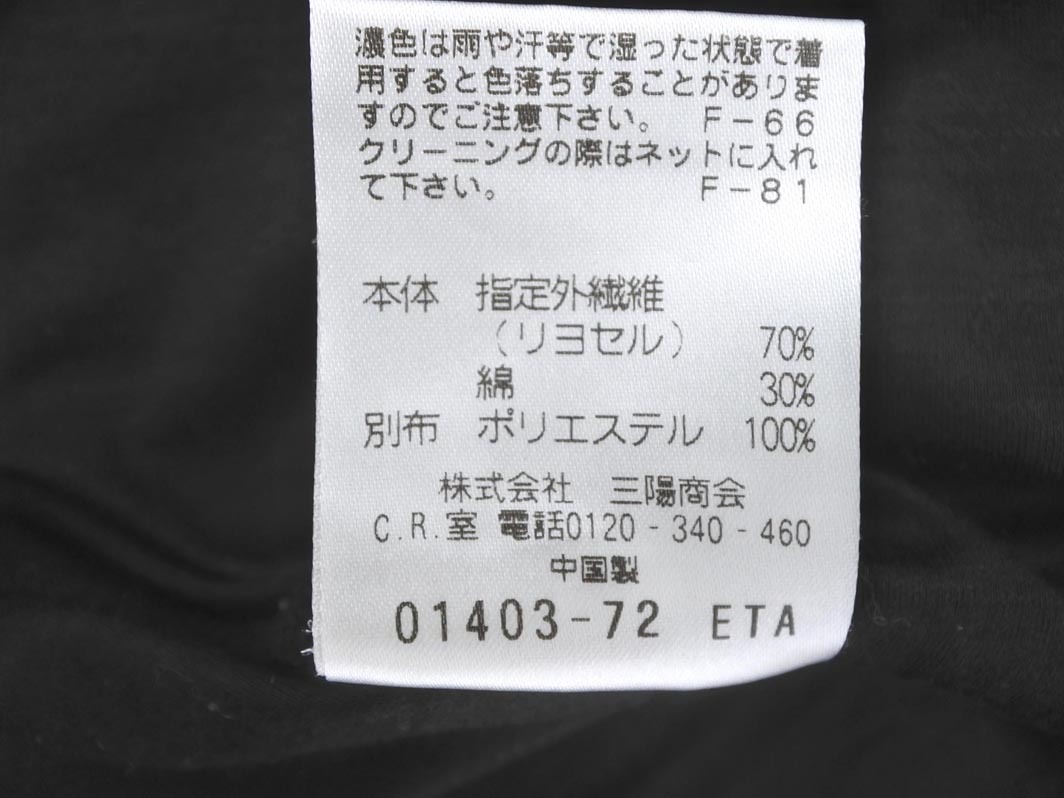 濃色は雨や汗等で湿った状態で着
用すると色落ちすることがありま
すのでご注意下さい。 F-66
クリーニングの際はネットに入れ
て下さい。 F-81
本体 指定外繊維
(リヨセル) 70%
綿 30%
別布 ポリエステル 100%
株式会社 三陽商会
C.R.室 電話0120-340-460
中国製
01403-72 ETA